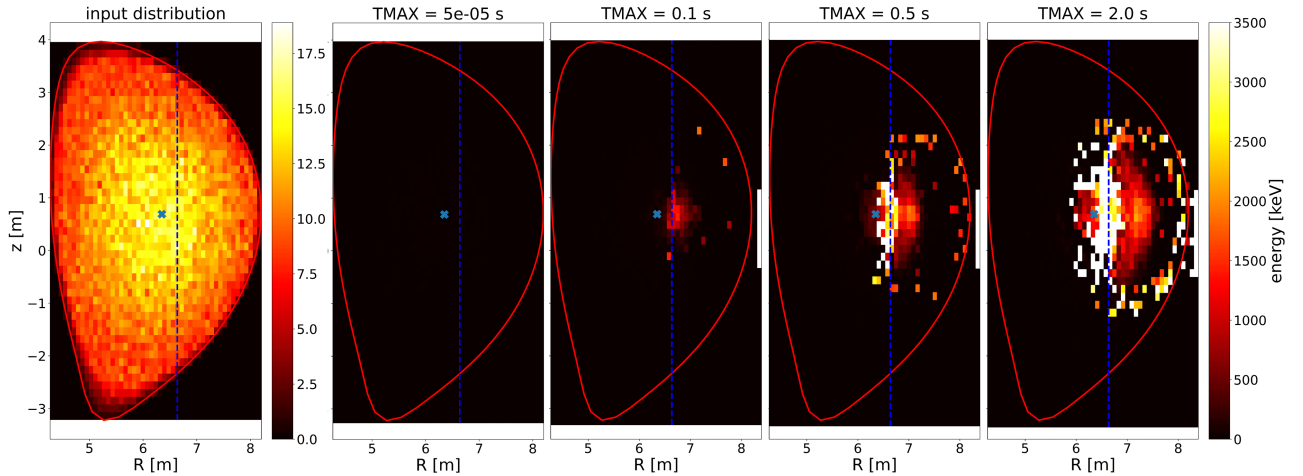 input distribution
TMAX = 5e-05 s
TMAX = 0.1 s
TMAX = 0.5 s
TMAX = 2.0 s
z [m]
4
3
2
1
0
−1
−2
−3
17.5
15.0
12.5
10.0
7.5
5.0
2.5
0.0
3500
3000
2500
2000
1500
1000
500
0
energy [keV]
5 6 7 8
5 6 7 8
5 6 7 8
5 6 7 8
5 6 7 8
R [m]
R [m]
R [m]
R [m]
R [m]